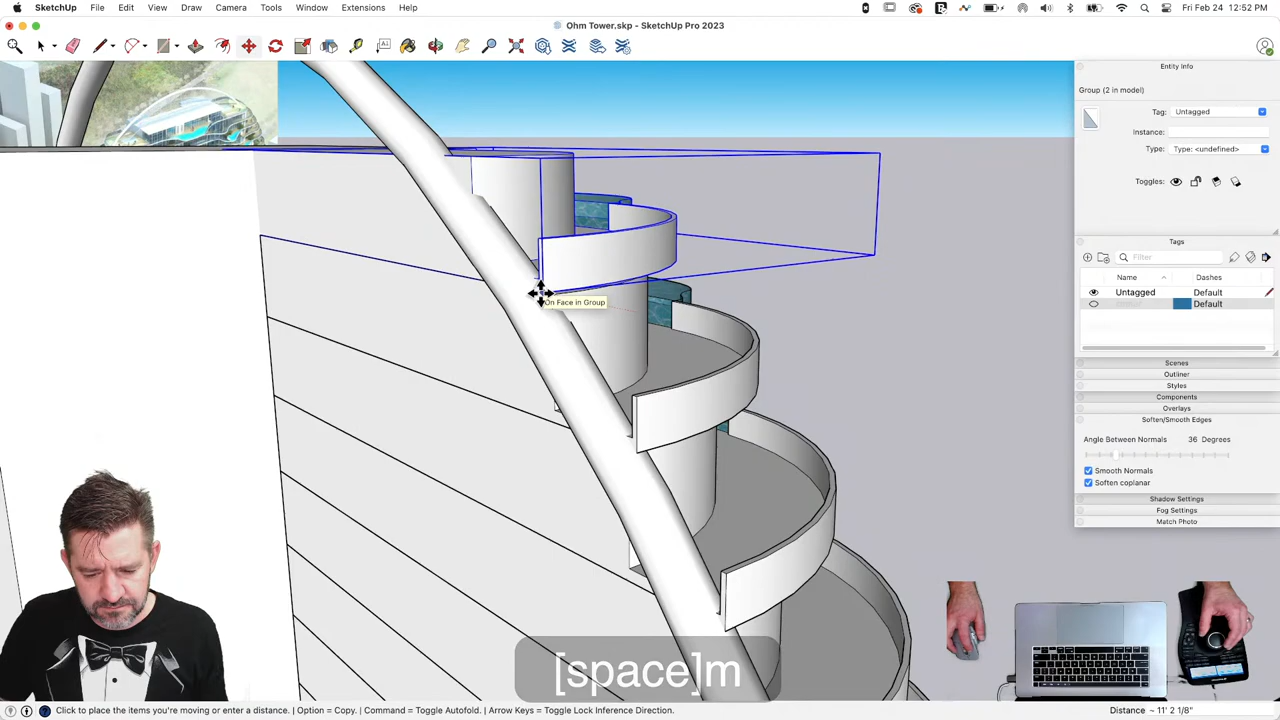 SketchUp File Edit View Draw Camera Tools Window Extensions Help
Fri Feb 24 12:52 PM
Ohm Tower.skp - SketchUp Pro 2023
Entity Info
Group (2 in model)
Tag: Untagged
Instance:
Type: Type: <undefined>
Toggles:
Tags
Filter
Name Dashes
Untagged Default
Default
Scenes
Outliner
Styles
Components
Overlays
Soften/Smooth Edges
Angle Between Normals 36 Degrees
Smooth Normals
Soften coplanar
Shadow Settings
Fog Settings
Match Photo
On Face in Group
[space]m
Click to place the items you're moving or enter a distance. | Option = Copy. | Command = Toggle Autofold. | Arrow Keys = Toggle Lock Inference Direction.
Distance ~ 11' 2 1/8"